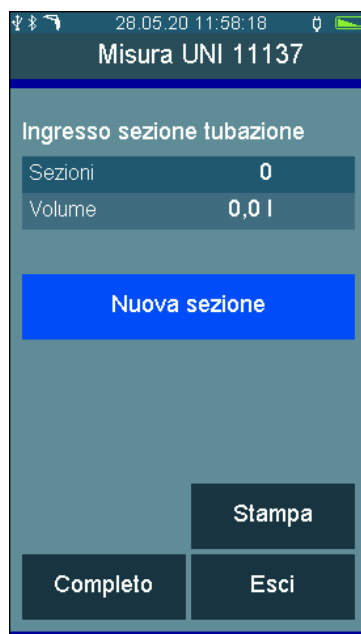 28.05.20 11:58:18
Misura UNI 11137
Ingresso sezione tubazione
Sezioni 0
Volume 0,0 l
Nuova sezione
Stampa
Completo Esci